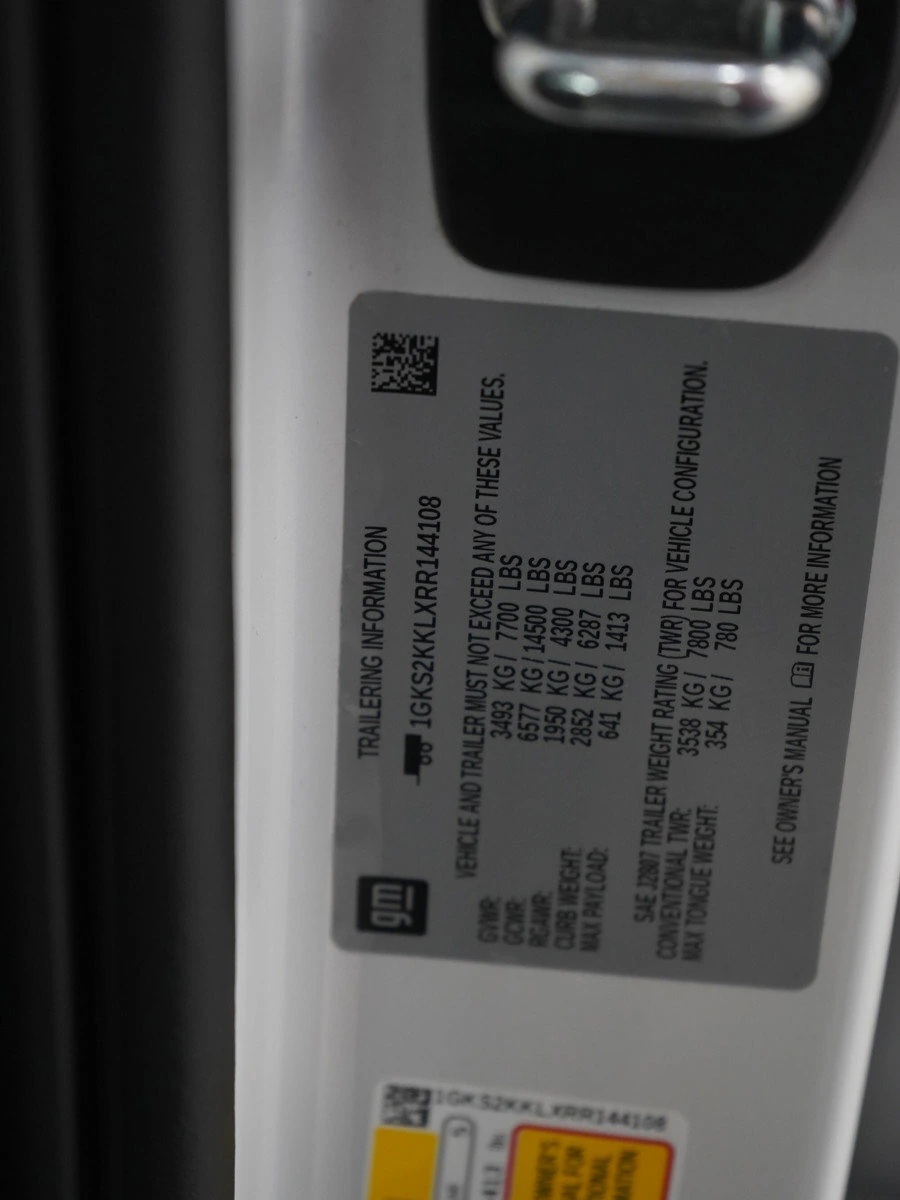 gm
TRAILERING INFORMATION
1GKS2KKLXRR144108
VEHICLE AND TRAILER MUST NOT EXCEED ANY OF THESE VALUES.
GVWR: 3493 KG / 7700 LBS
GCWR: 6577 KG / 14500 LBS
RGAWR: 1950 KG / 4300 LBS
CURB WEIGHT: 2852 KG / 6287 LBS
MAX PAYLOAD: 641 KG / 1413 LBS
SAE J2807 TRAILER WEIGHT RATING (TWR) FOR VEHICLE CONFIGURATION.
CONVENTIONAL TWR: 3538 KG / 7800 LBS
MAX TONGUE WEIGHT: 354 KG / 780 LBS
SEE OWNER'S MANUAL FOR MORE INFORMATION
1GKS2KKLXRR144108
5
413 lb